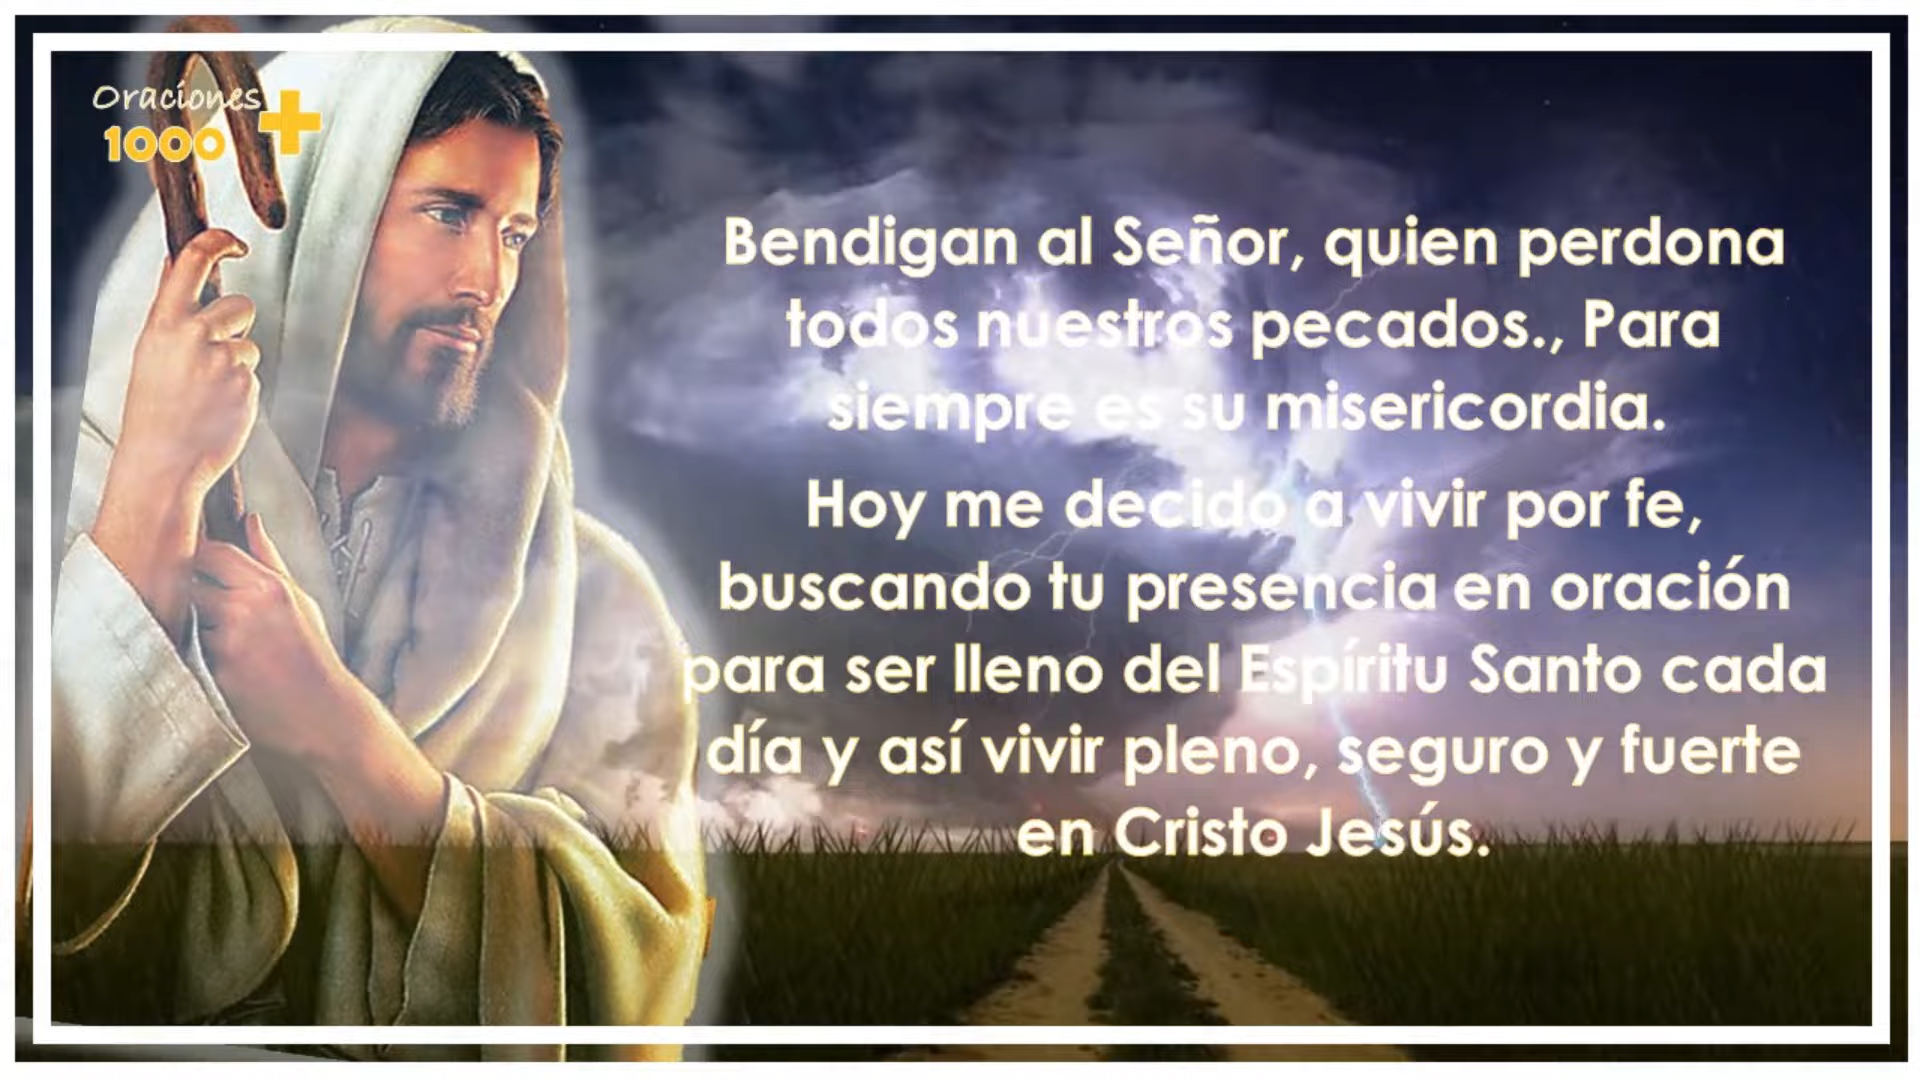 Oraciones
1000
Bendigan al Señor, quien perdona
todos nuestros pecados., Para
siempre es su misericordia.
Hoy me decido a vivir por fe,
buscando tu presencia en oración
para ser lleno del Espíritu Santo cada
día y así vivir pleno, seguro y fuerte
en Cristo Jesús.